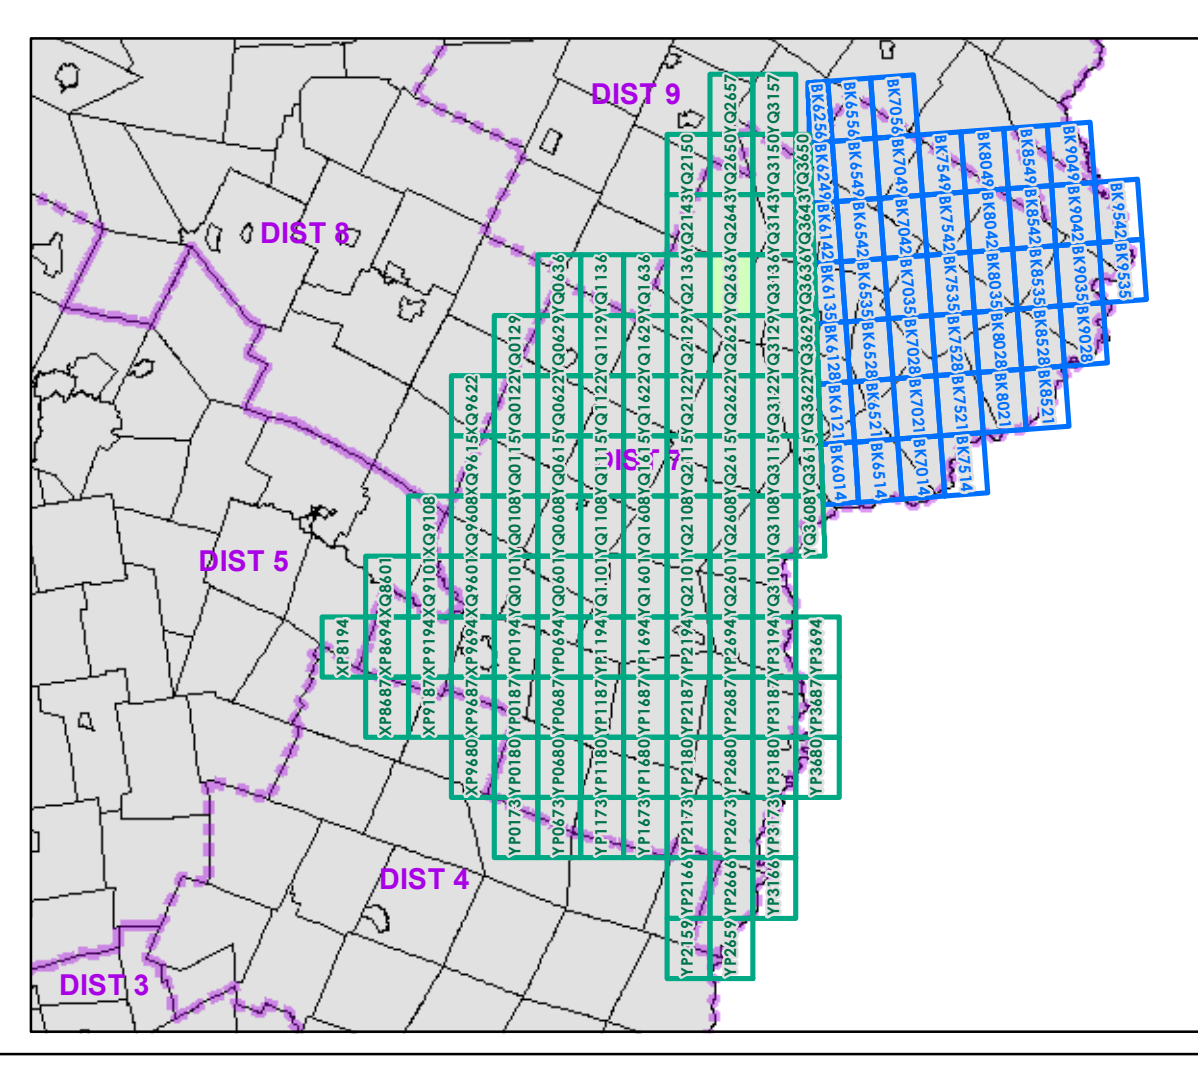 DIST 9
YQ2657 YQ3157 BK6256 BK6556 BK7056
YQ2150 YQ2650 YQ3150 YQ3650 BK6249 BK6549 BK7049 BK7549 BK8049 BK8549 BK9049
DIST 8
YQ2143 YQ2643 YQ3143 YQ3643 BK6142 BK6542 BK7042 BK7542 BK8042 BK8542 BK9042 BK9542
YQ0636 YQ1136 YQ1636 YQ2136 YQ2636 YQ3136 YQ3636 BK6135 BK6535 BK7035 BK7535 BK8035 BK8535 BK9035 BK9535
YQ0129 YQ0629 YQ1129 YQ1629 YQ2129 YQ2629 YQ3129 YQ3629 BK6128 BK6528 BK7028 BK7528 BK8028 BK8528 BK9028
XQ9622 YQ0122 YQ0622 YQ1122 YQ1622 YQ2122 YQ2622 YQ3122 YQ3622 BK6121 BK6521 BK7021 BK7521 BK8021 BK8521
DIST 7
XQ9615 YQ0115 YQ0615 YQ1115 YQ1615 YQ2115 YQ2615 YQ3115 YQ3615 BK6014 BK6514 BK7014 BK7514
XQ9108 XQ9608 YQ0108 YQ0608 YQ1108 YQ1608 YQ2108 YQ2608 YQ3108 YQ3608
DIST 5
XQ8601 XQ9101 XQ9601 YQ0101 YQ0601 YQ1101 YQ1601 YQ2101 YQ2601 YQ3101
XP8194 XP8694 XP9194 XP9694 YP0194 YP0694 YP1194 YP1694 YP2194 YP2694 YP3194 YP3694
XP8687 XP9187 XP9687 YP0187 YP0687 YP1187 YP1687 YP2187 YP2687 YP3187 YP3687
XP9680 YP0180 YP0680 YP1180 YP1680 YP2180 YP2680 YP3180 YP3680
YP0173 YP0673 YP1173 YP1673 YP2173 YP2673 YP3173
DIST 4
YP2166 YP2666 YP3166
YP2159 YP2659
DIST 3